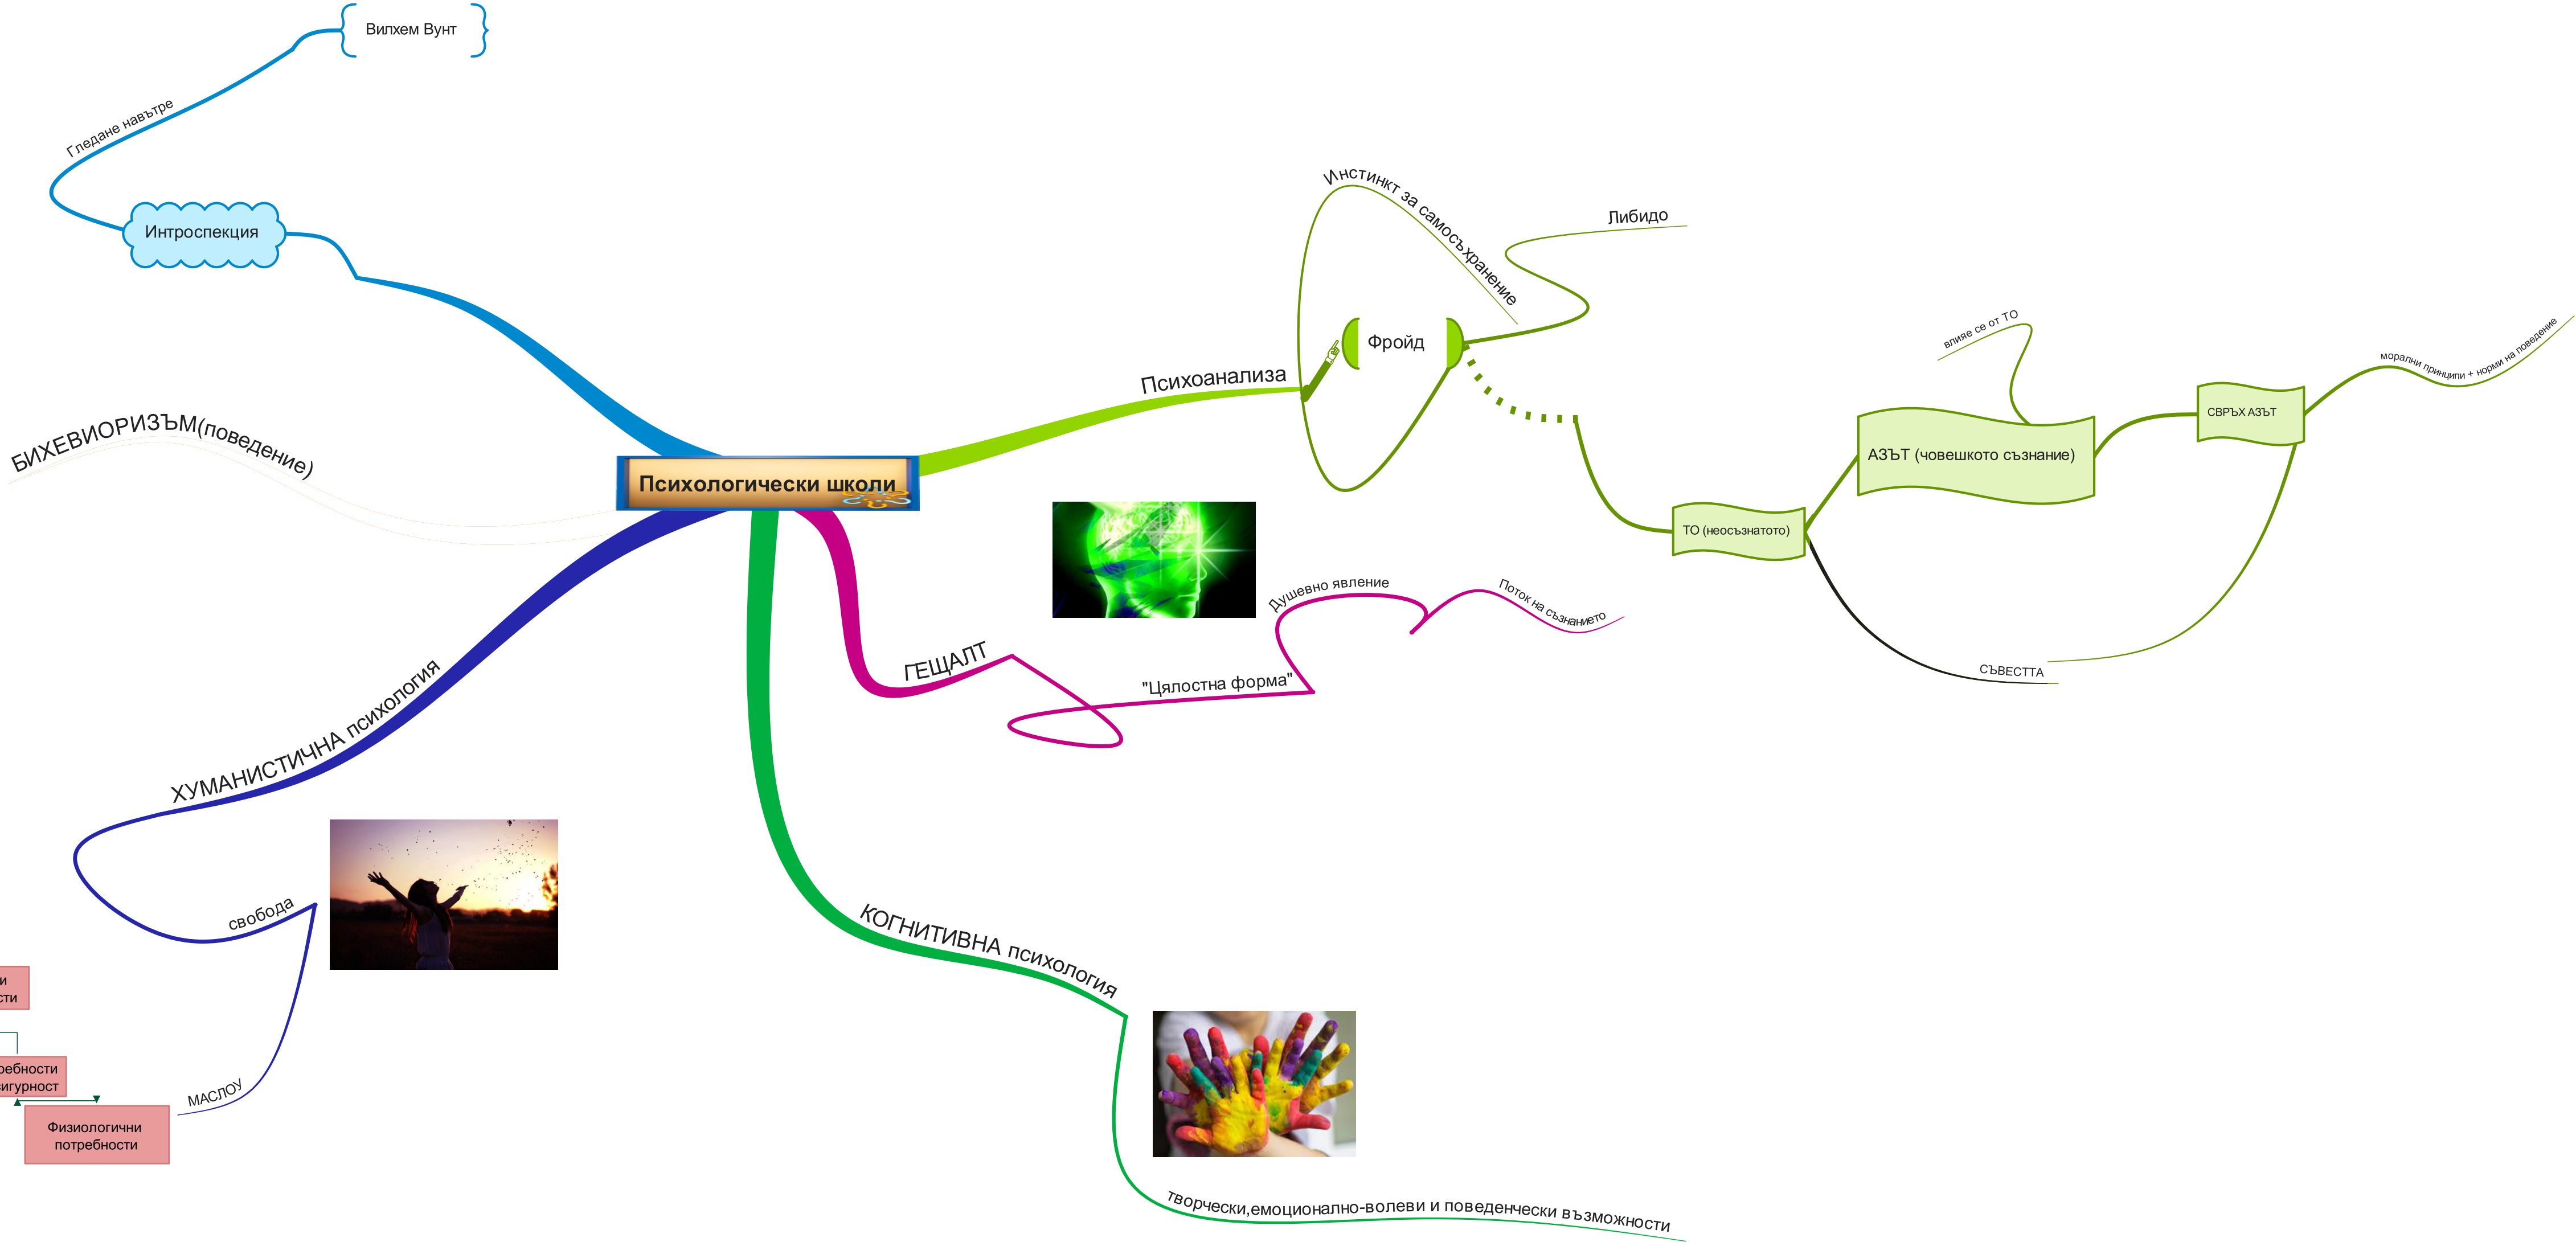 Вилхем Вунт
Гледане навътре
Интроспекция
БИХЕВИОРИЗЪМ(поведение)
Психологически школи
Психоанализа
Инстинкт за самосъхранение
Либидо
Фройд
ТО (неосъзнатото)
АЗЪТ (човешкото съзнание)
влияе се от ТО
СВРЪХ АЗЪТ
морални принципи + норми на поведение
СЪВЕСТТА
ГЕЩАЛТ
"Цялостна форма"
Душевно явление
Поток на съзнанието
ХУМАНИСТИЧНА психология
свобода
МАСЛОУ
Физиологични
потребности
КОГНИТИВНА психология
творчески,емоционално-волеви и поведенчески възможности